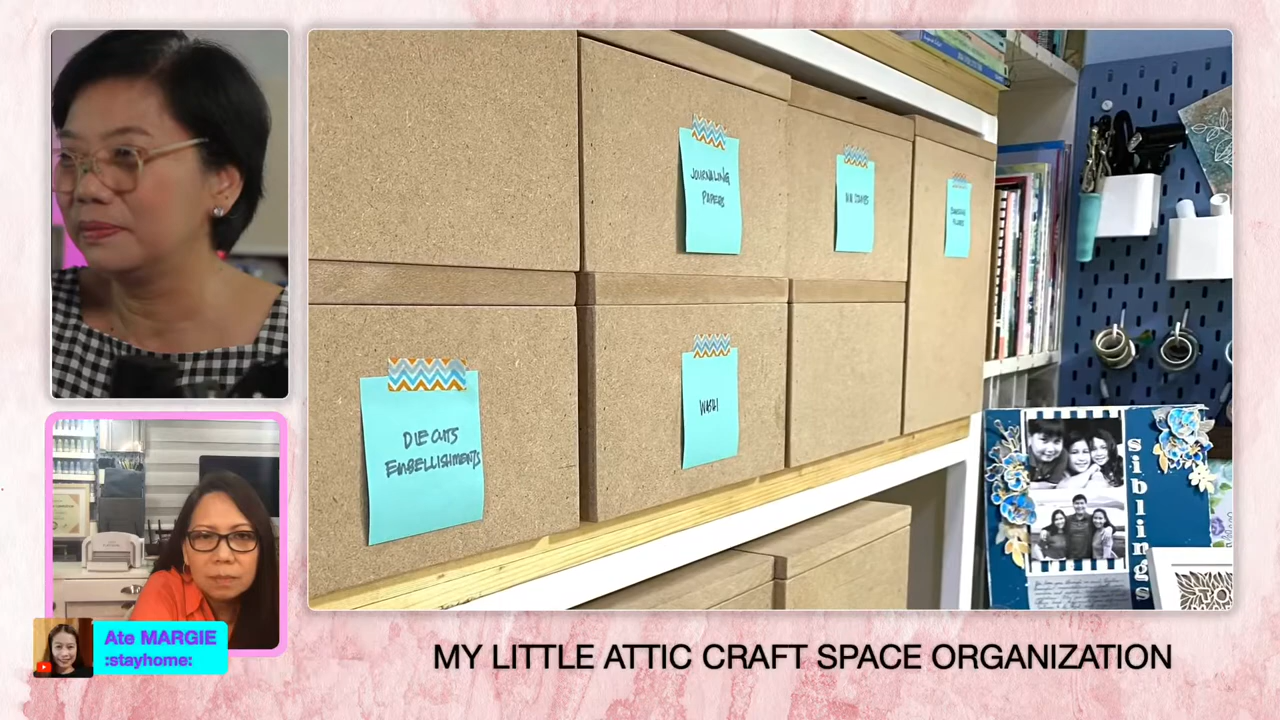 JOURNALING
PAPERS
DIE CUTS
EMBELLISHMENTS
WASHI
siblings
Ate MARGIE
:stayhome:
MY LITTLE ATTIC CRAFT SPACE ORGANIZATION